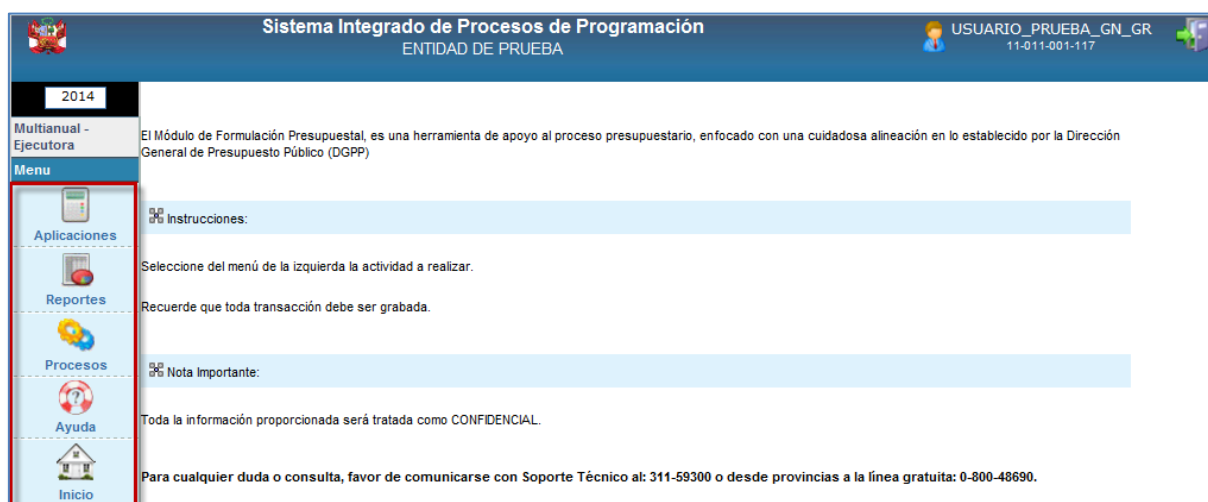 Sistema Integrado de Procesos de Programación
ENTIDAD DE PRUEBA
USUARIO_PRUEBA_GN_GR
11-011-001-117
2014
Multianual -
Ejecutora
Menu
Aplicaciones
Reportes
Procesos
Ayuda
Inicio
El Módulo de Formulación Presupuestal, es una herramienta de apoyo al proceso presupuestario, enfocado con una cuidadosa alineación en lo establecido por la Dirección
General de Presupuesto Público (DGPP)
Instrucciones:
Seleccione del menú de la izquierda la actividad a realizar.
Recuerde que toda transacción debe ser grabada.
Nota Importante:
Toda la información proporcionada será tratada como CONFIDENCIAL.
Para cualquier duda o consulta, favor de comunicarse con Soporte Técnico al: 311-59300 o desde provincias a la línea gratuita: 0-800-48690.